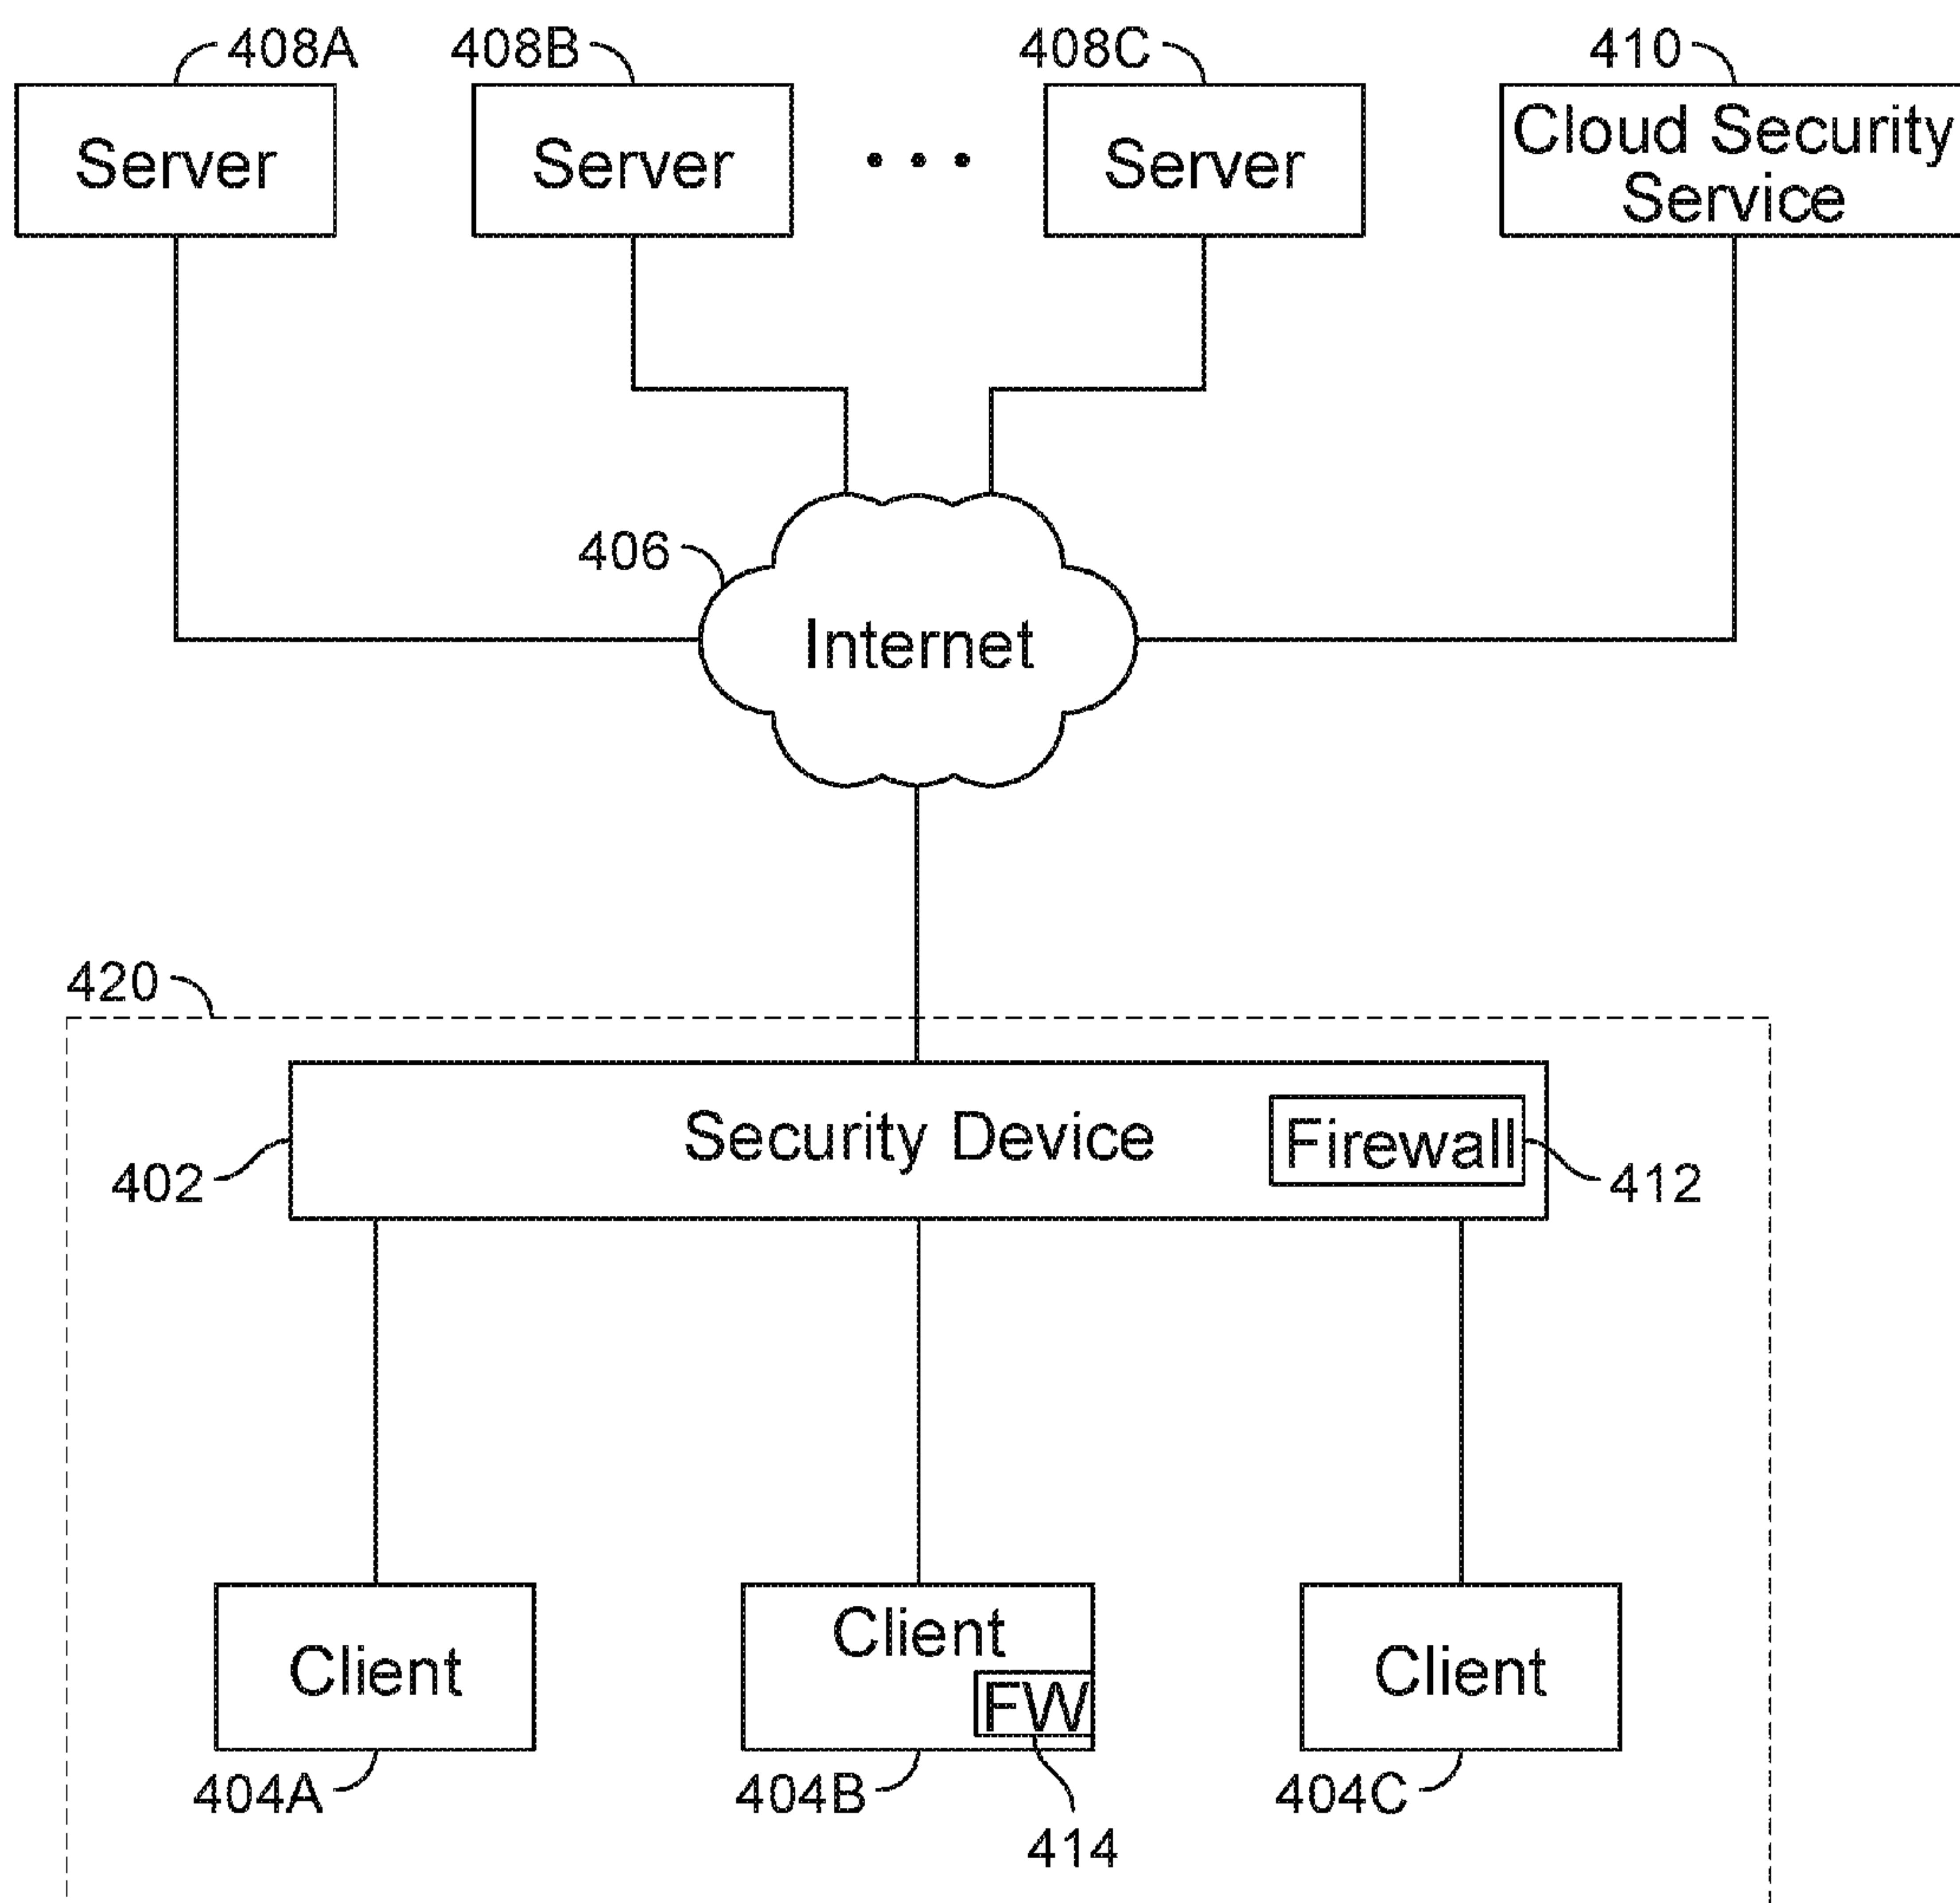 408A
408B
408C
410
Server
Server
Server
Cloud Security
Service
406
Internet
420
Security Device
Firewall
402
412
Client
Client
FW
Client
404A
404B
404C
414